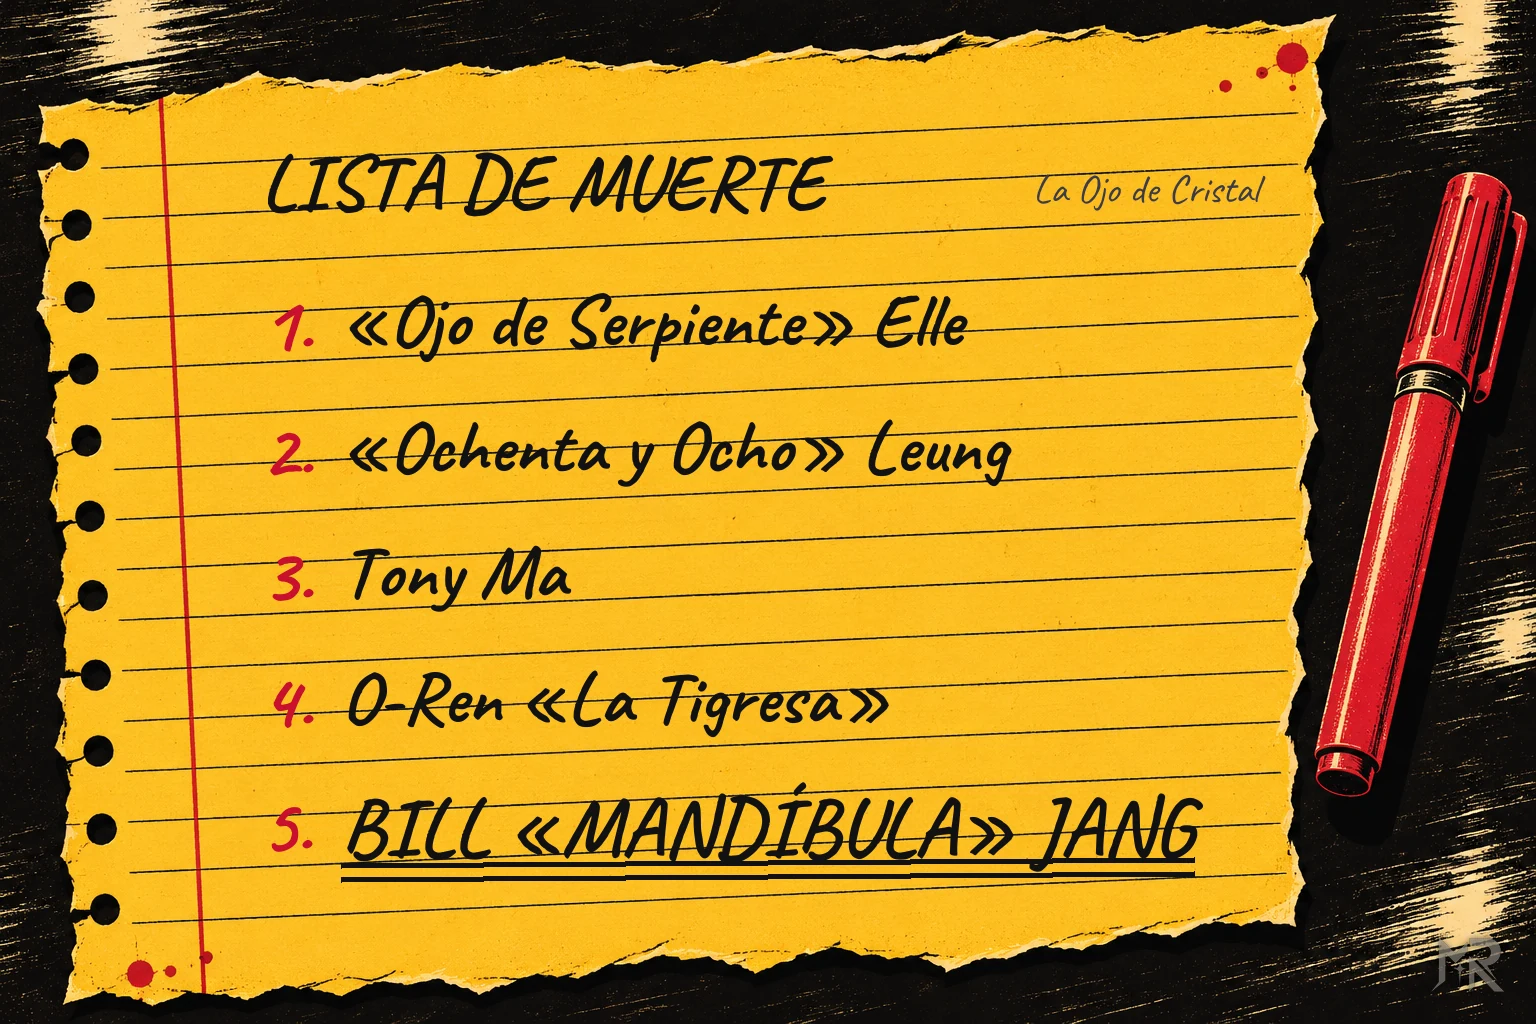 LISTA DE MUERTE
La Ojo de Cristal
1. «Ojo de Serpiente» Elle
2. «Ochenta y Ocho» Leung
3. Tony Ma
4. O-Ren «La Tigresa»
5. BILL «MANDÍBULA» JANG
MR